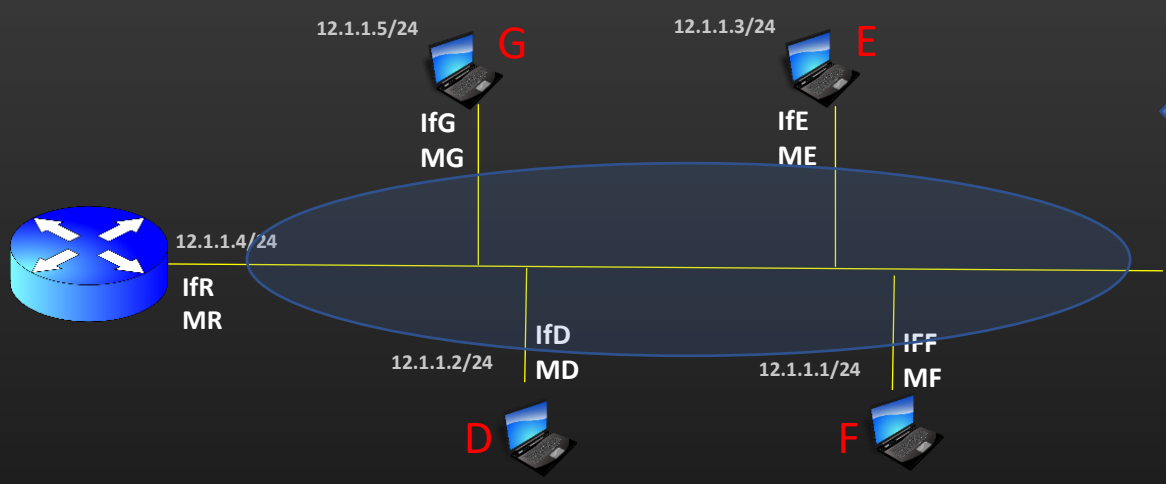 12.1.1.5/24
G
IfG
MG
12.1.1.3/24
E
IfE
ME
12.1.1.4/24
IfR
MR
IfD
MD
12.1.1.2/24
D
IFF
MF
12.1.1.1/24
F